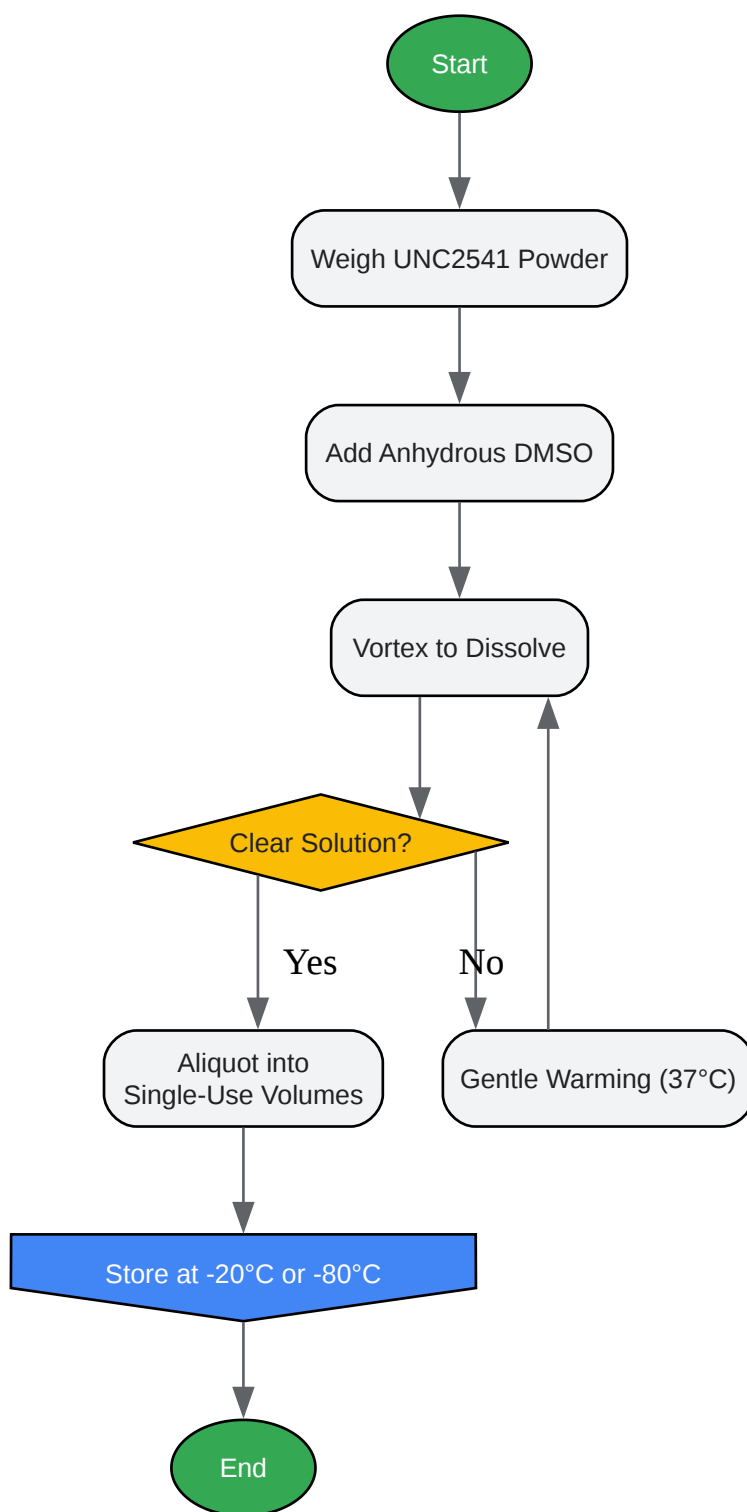 Start
Weigh UNC2541 Powder
Add Anhydrous DMSO
Vortex to Dissolve
Clear Solution?
Yes
No
Aliquot into
Single-Use Volumes
Gentle Warming (37°C)
Store at -20°C or -80°C
End